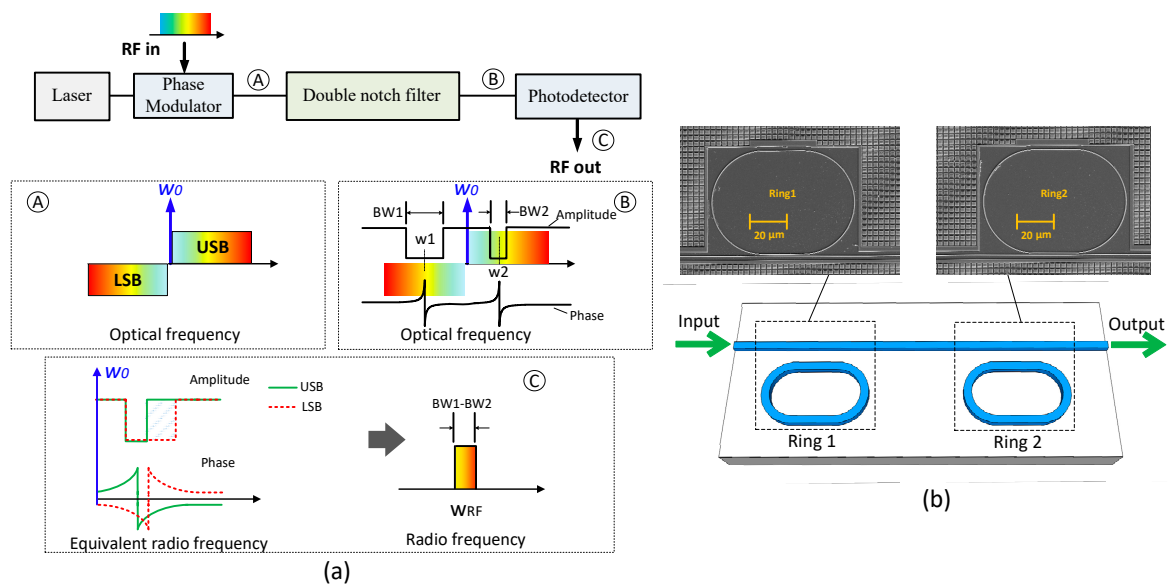 RF in
Laser
Phase
Modulator
A
Double notch filter
B
Photodetector
C
RF out
A
W0
USB
LSB
Optical frequency
B
W0
BW1
BW2
Amplitude
w1
w2
Phase
Optical frequency
C
W0
Amplitude
USB
LSB
Phase
Equivalent radio frequency
BW1-BW2
WRF
Radio frequency
(a)
Ring1
20 μm
Ring2
20 μm
Input
Output
Ring 1
Ring 2
(b)